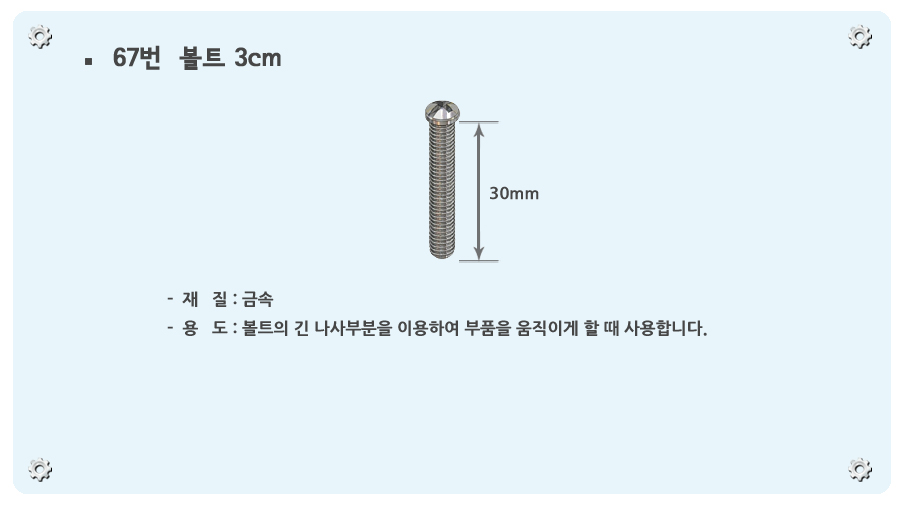 ▪ 67번 볼트 3cm
30mm
- 재 질 : 금속
- 용 도 : 볼트의 긴 나사부분을 이용하여 부품을 움직이게 할 때 사용합니다.